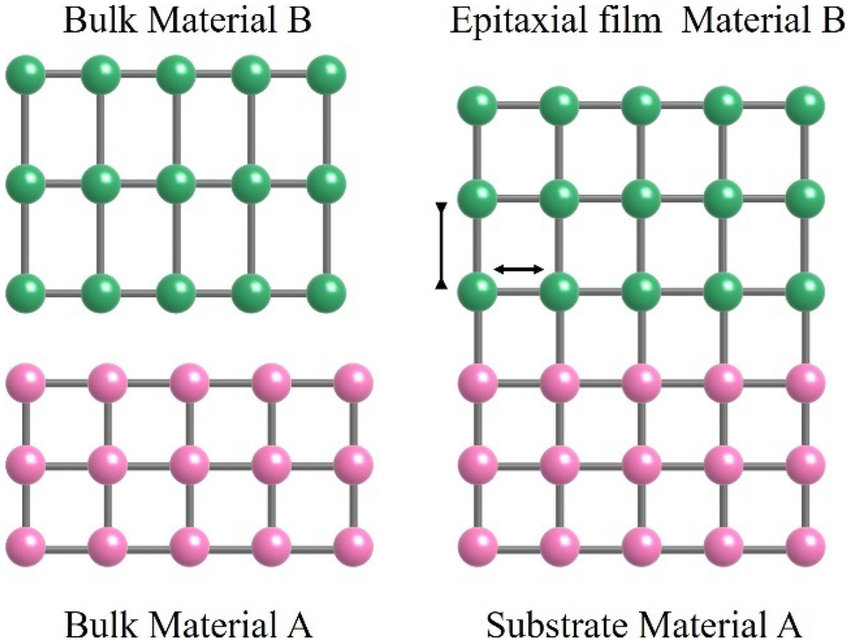 Bulk Material B
Epitaxial film  Material B
Bulk Material A
Substrate Material A